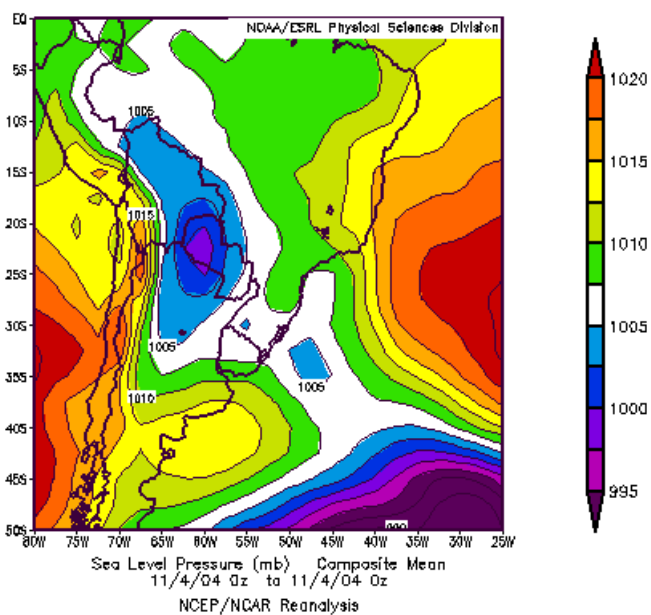 NOAA/ESRL Physical Sciences Division
EQ
5S
10S
15S
20S
25S
30S
35S
40S
45S
50S
1005
1015
1005
1005
1010
80W 75W 70W 65W 60W 55W 50W 45W 40W 35W 30W 25W
1020
1015
1010
1005
1000
995
Sea Level Pressure (mb) Composite Mean
11/4/04 0z to 11/4/04 0z
NCEP/NCAR Reanalysis